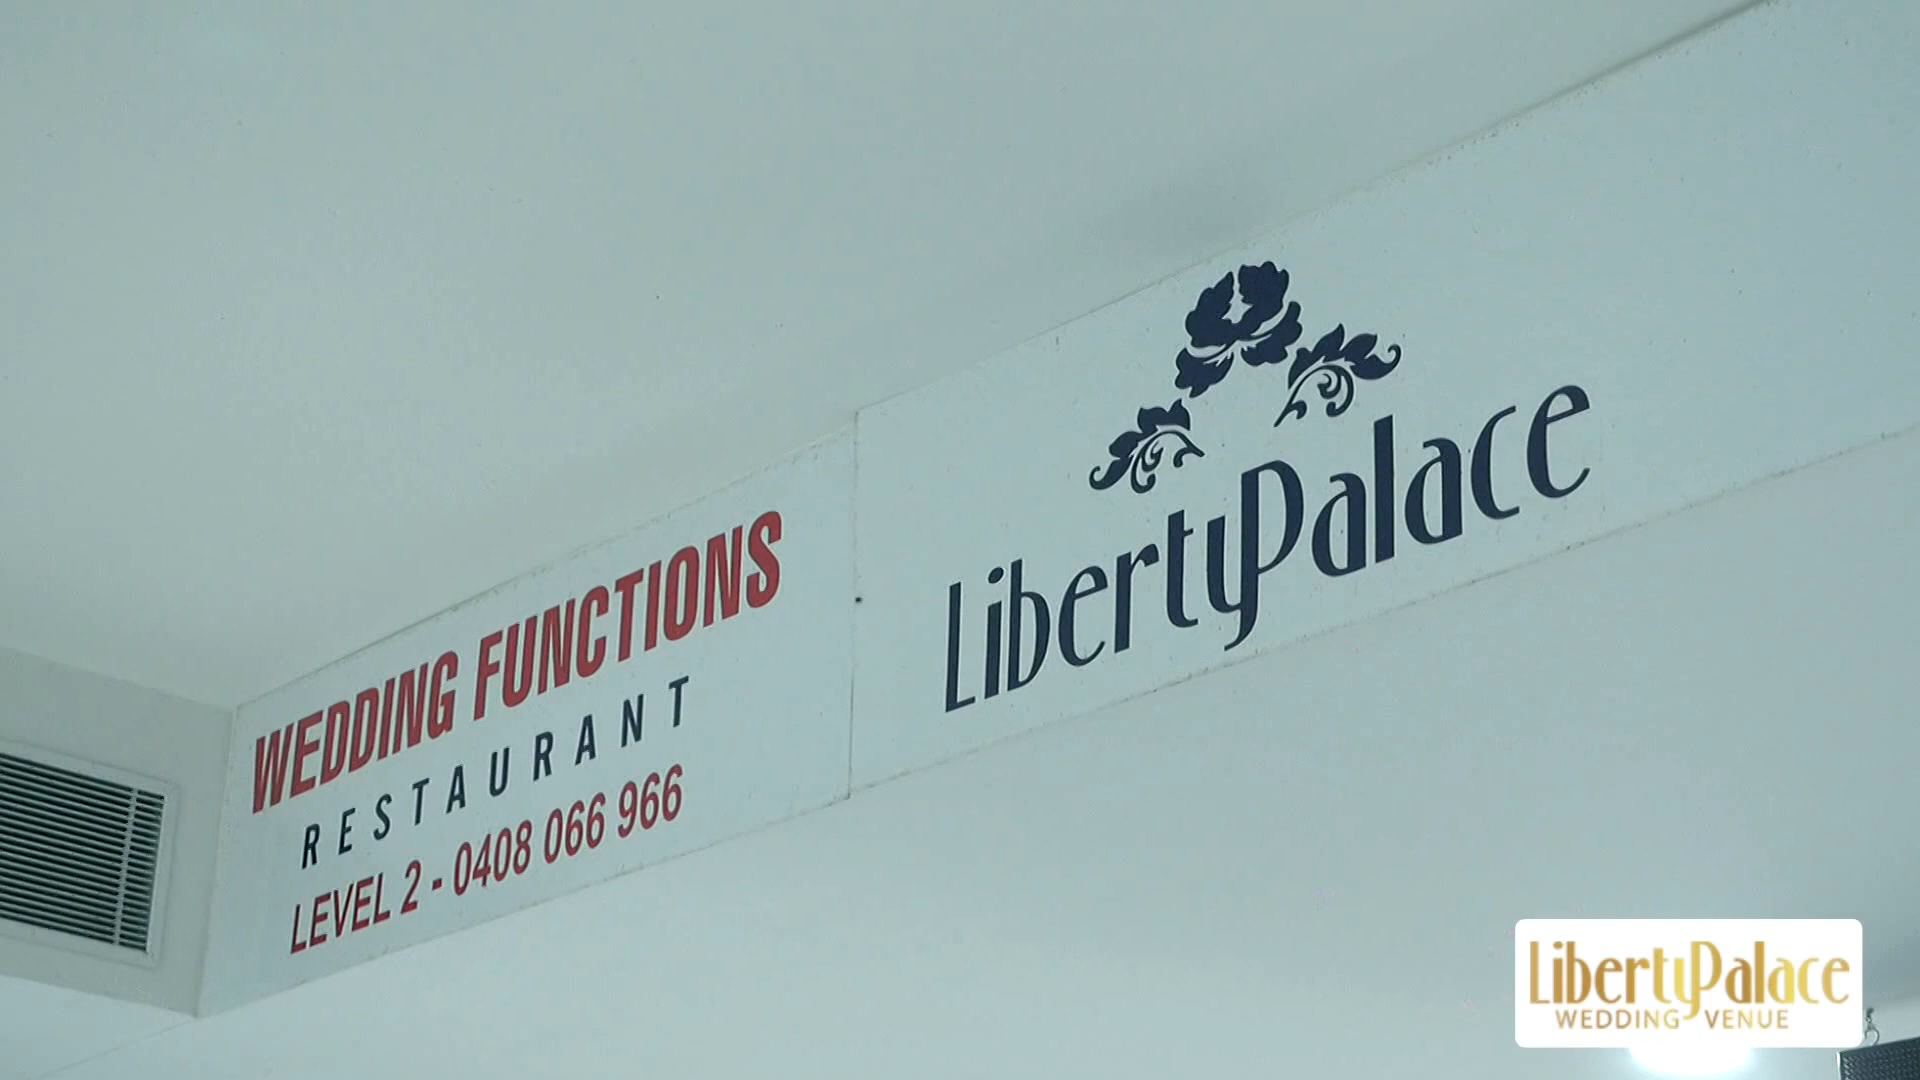 WEDDING FUNCTIONS
RESTAURANT
LEVEL 2 - 0408 066 966
LibertyPalace
LibertyPalace
WEDDING VENUE